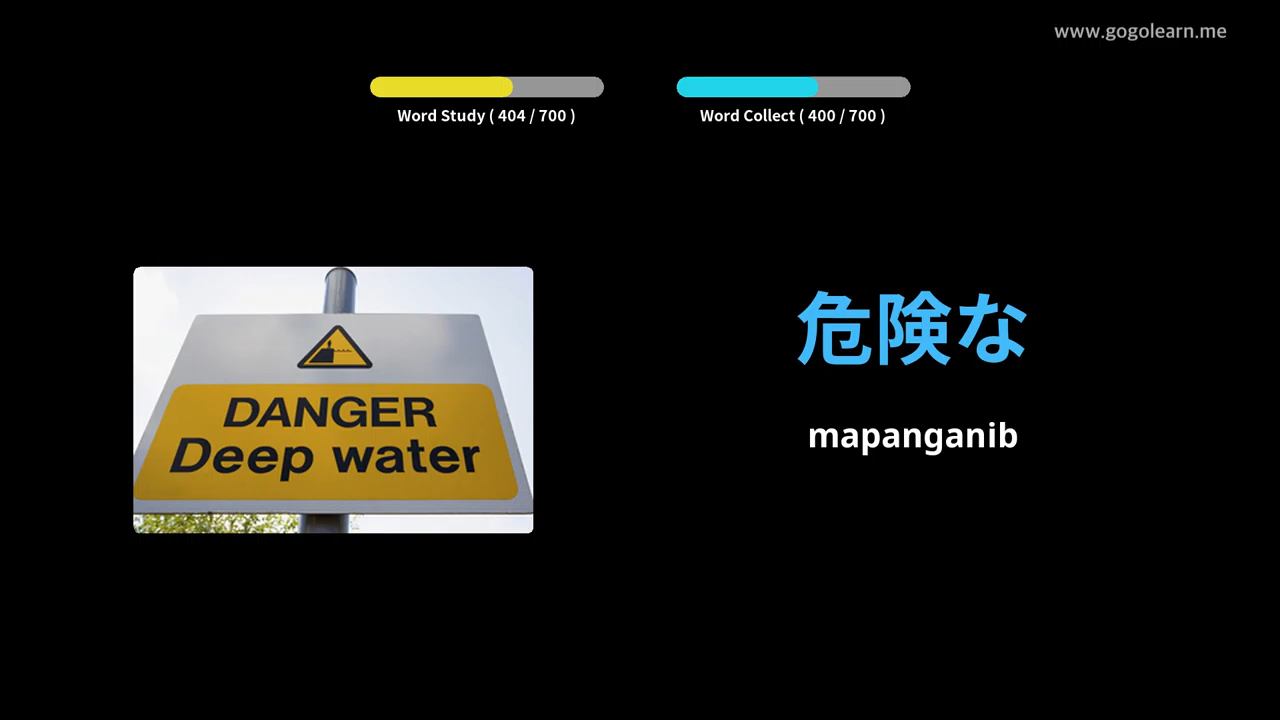 www.gogolearn.me
Word Study ( 404 / 700 )
Word Collect ( 400 / 700 )
DANGER
Deep water
危険な
mapanganib